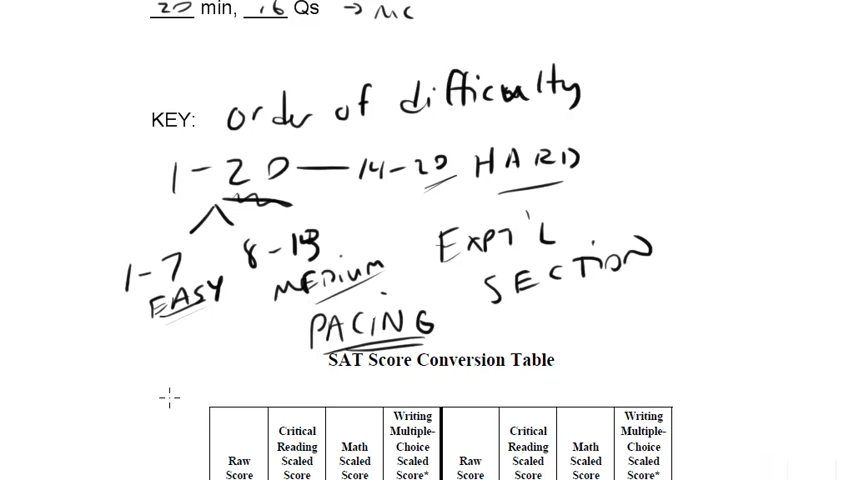 20 min, 16 Qs → MC
KEY: order of difficulty
1-20 — 14-20 HARD
1-7 8-13 EXPT'L
EASY MEDIUM SECTION
PACING
SAT Score Conversion Table
Raw Score Critical Reading Scaled Score Math Scaled Score Writing Multiple-Choice Scaled Score* Raw Score Critical Reading Scaled Score Math Scaled Score Writing Multiple-Choice Scaled Score*